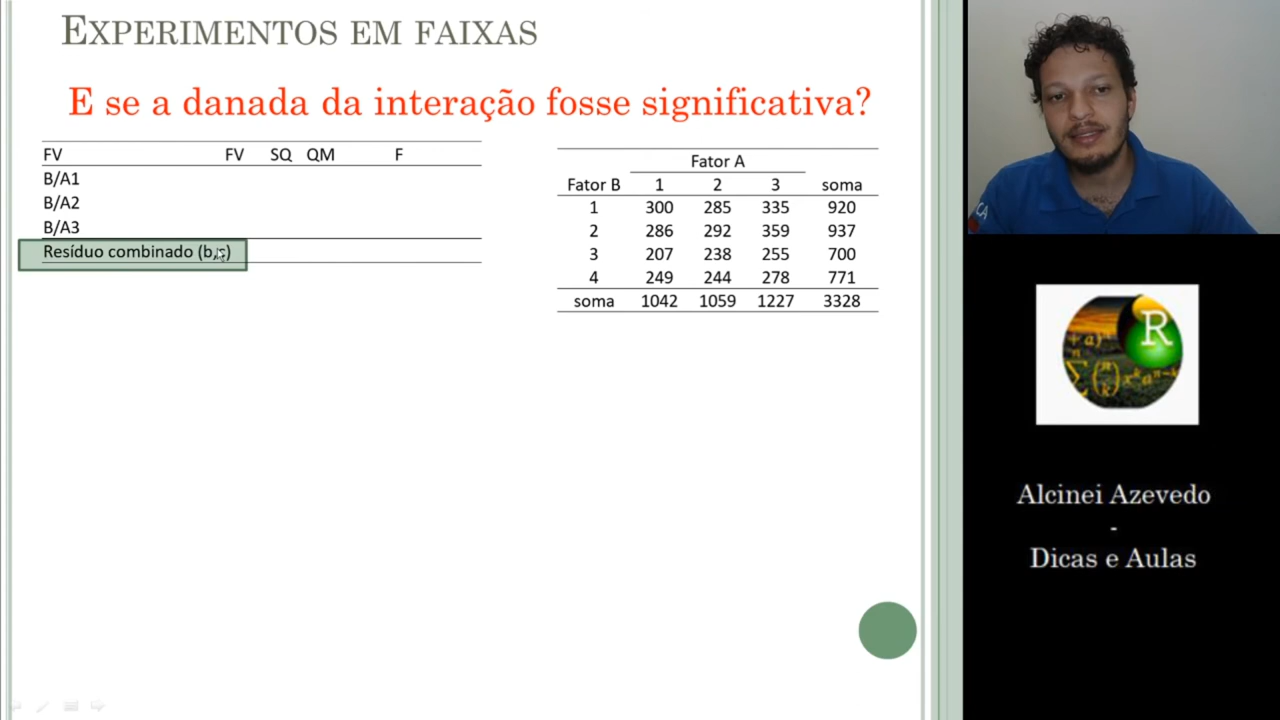 EXPERIMENTOS EM FAIXAS
E se a danada da interação fosse significativa?
FV FV SQ QM F
B/A1
B/A2
B/A3
Resíduo combinado (b,c)
Fator A
Fator B 1 2 3 soma
1 300 285 335 920
2 286 292 359 937
3 207 238 255 700
4 249 244 278 771
soma 1042 1059 1227 3328
R
Alcinei Azevedo
-
Dicas e Aulas